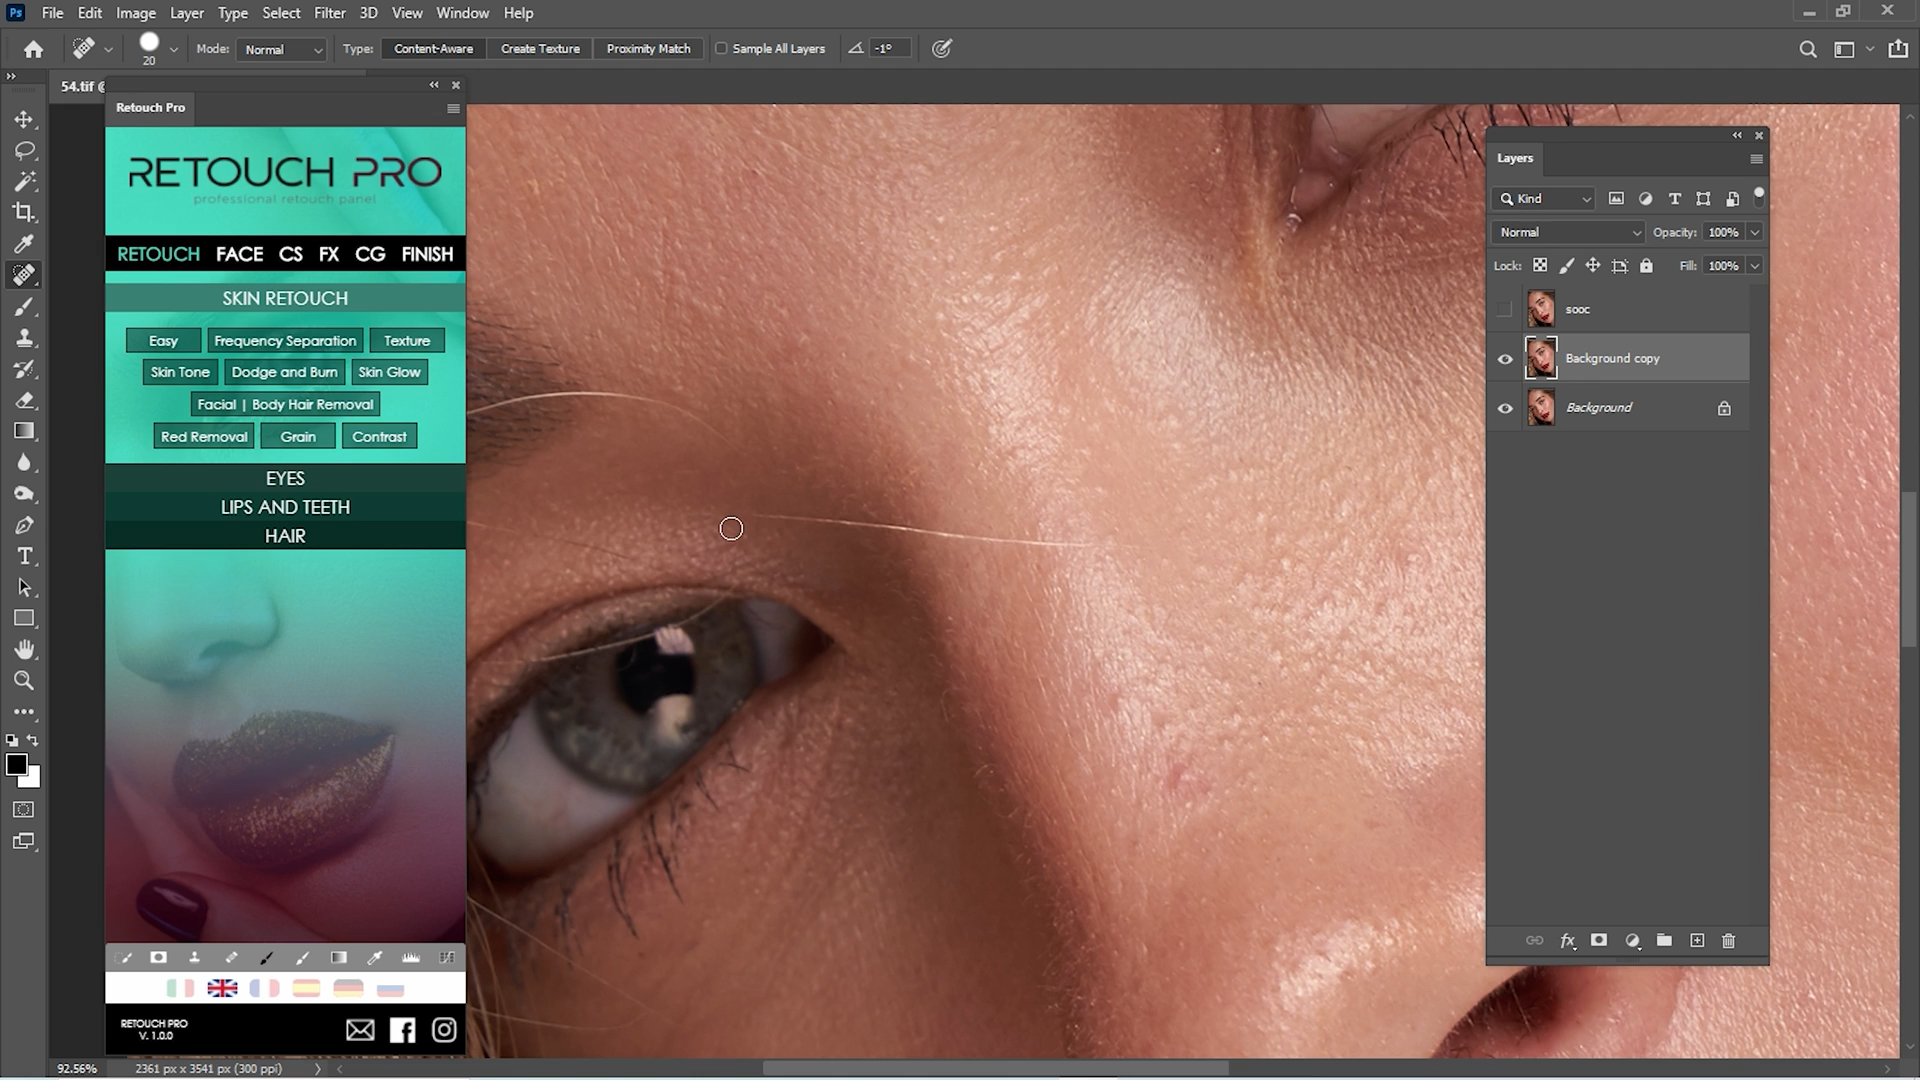 Ps File Edit Image Layer Type Select Filter 3D View Window Help
20 Mode: Normal Type: Content-Aware Create Texture Proximity Match Sample All Layers -1°
54.tif @
Retouch Pro
RETOUCH PRO
professional retouch panel
RETOUCH FACE CS FX CG FINISH
SKIN RETOUCH
Easy Frequency Separation Texture
Skin Tone Dodge and Burn Skin Glow
Facial | Body Hair Removal
Red Removal Grain Contrast
EYES
LIPS AND TEETH
HAIR
RETOUCH PRO
V. 1.0.0
Layers
Kind
Normal Opacity: 100%
Lock: Fill: 100%
sooc
Background copy
Background
fx
92.56% 2361 px x 3541 px (300 ppi)